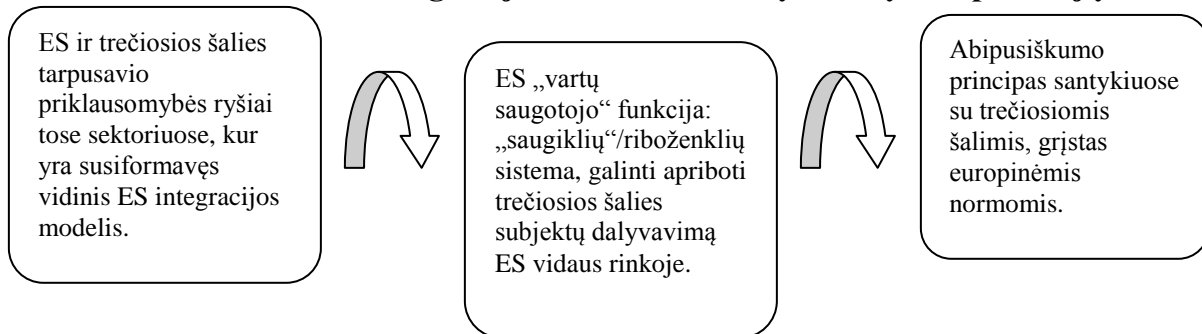 ES ir trečiosios šalies
tarpusavio
priklausomybės ryšiai
tose sektoriuose, kur
yra susiformavęs
vidinis ES integracijos
modelis.
ES „vartų
saugotojo“ funkcija:
„saugiklių“/riboženklių
sistema, galinti apriboti
trečiosios šalies
subjektų dalyvavimą
ES vidaus rinkoje.
Abipusiškumo
principas santykiuose
su trečiosiomis
šalimis, grįstas
europinėmis
normomis.